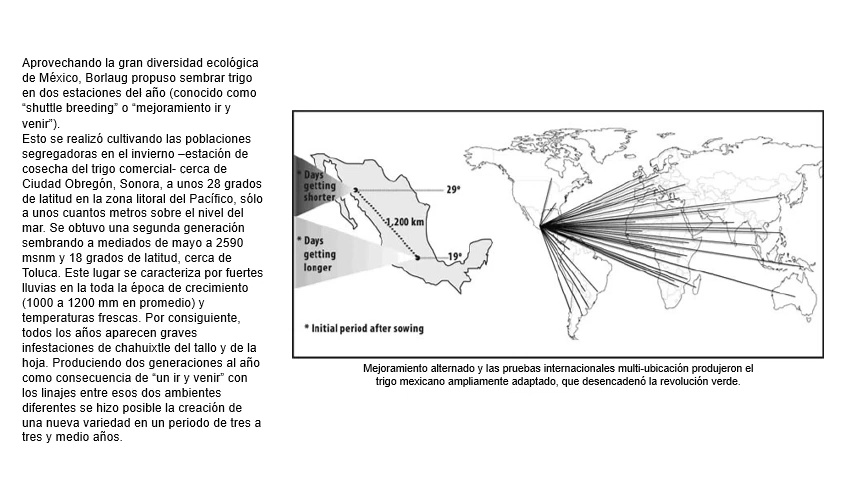 Aprovechando la gran diversidad ecológica
de México, Borlaug propuso sembrar trigo
en dos estaciones del año (conocido como
“shuttle breeding” o “mejoramiento ir y
venir”).
Esto se realizó cultivando las poblaciones
segregadoras en el invierno –estación de
cosecha del trigo comercial- cerca de
Ciudad Obregón, Sonora, a unos 28 grados
de latitud en la zona litoral del Pacífico, sólo
a unos cuantos metros sobre el nivel del
mar. Se obtuvo una segunda generación
sembrando a mediados de mayo a 2590
msnm y 18 grados de latitud, cerca de
Toluca. Este lugar se caracteriza por fuertes
lluvias en la toda la época de crecimiento
(1000 a 1200 mm en promedio) y
temperaturas frescas. Por consiguiente,
todos los años aparecen graves
infestaciones de chahuixtle del tallo y de la
hoja. Produciendo dos generaciones al año
como consecuencia de “un ir y venir” con
los linajes entre esos dos ambientes
diferentes se hizo posible la creación de
una nueva variedad en un periodo de tres a
tres y medio años.
* Days
getting
shorter
29*
1,200 km
* Days
getting
longer
19*
* Initial period after sowing
Mejoramiento alternado y las pruebas internacionales multi-ubicación produjeron el
trigo mexicano ampliamente adaptado, que desencadenó la revolución verde.